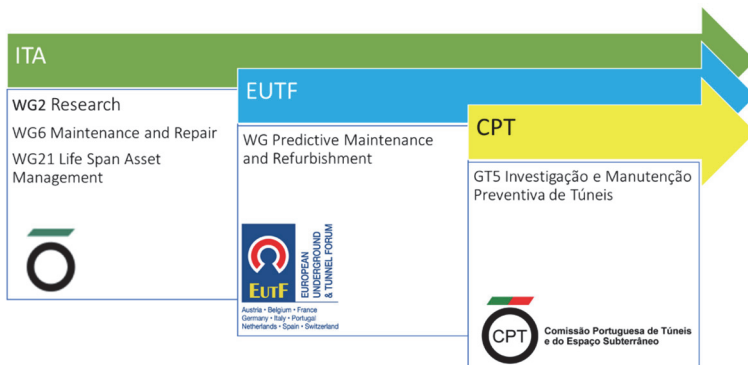 ITA
WG2 Research
WG6 Maintenance and Repair
WG21 Life Span Asset
Management
EUTF
WG Predictive Maintenance
and Refurbishment
EUTF
EUROPEAN
UNDERGROUND
& TUNNEL FORUM
Austria • Belgium • France
Germany • Italy • Portugal
Netherlands • Spain • Switzerland
CPT
GT5 Investigação e Manutenção
Preventiva de Túneis
CPT
Comissão Portuguesa de Túneis
e do Espaço Subterrâneo